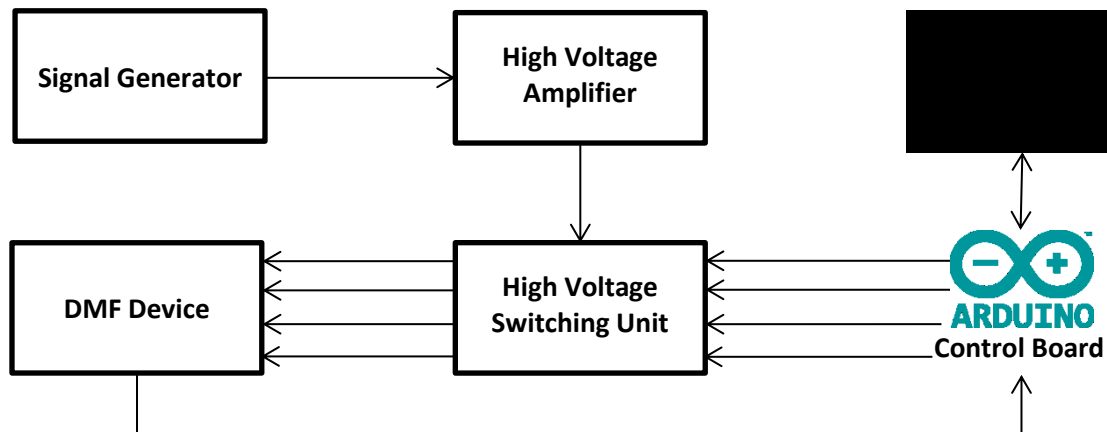 Signal Generator
High Voltage
Amplifier
DMF Device
High Voltage
Switching Unit
ARDUINO
Control Board